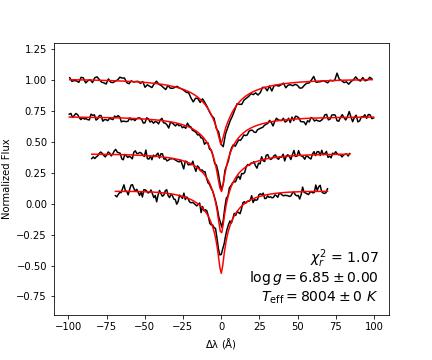 1.25
1.00
0.75
0.50
0.25
0.00
−0.25
−0.50
−0.75
Normalized Flux
χ²ᵣ = 1.07
log g = 6.85 ± 0.00
T_eff = 8004 ± 0 K
−100 −75 −50 −25 0 25 50 75 100
Δλ (Å)